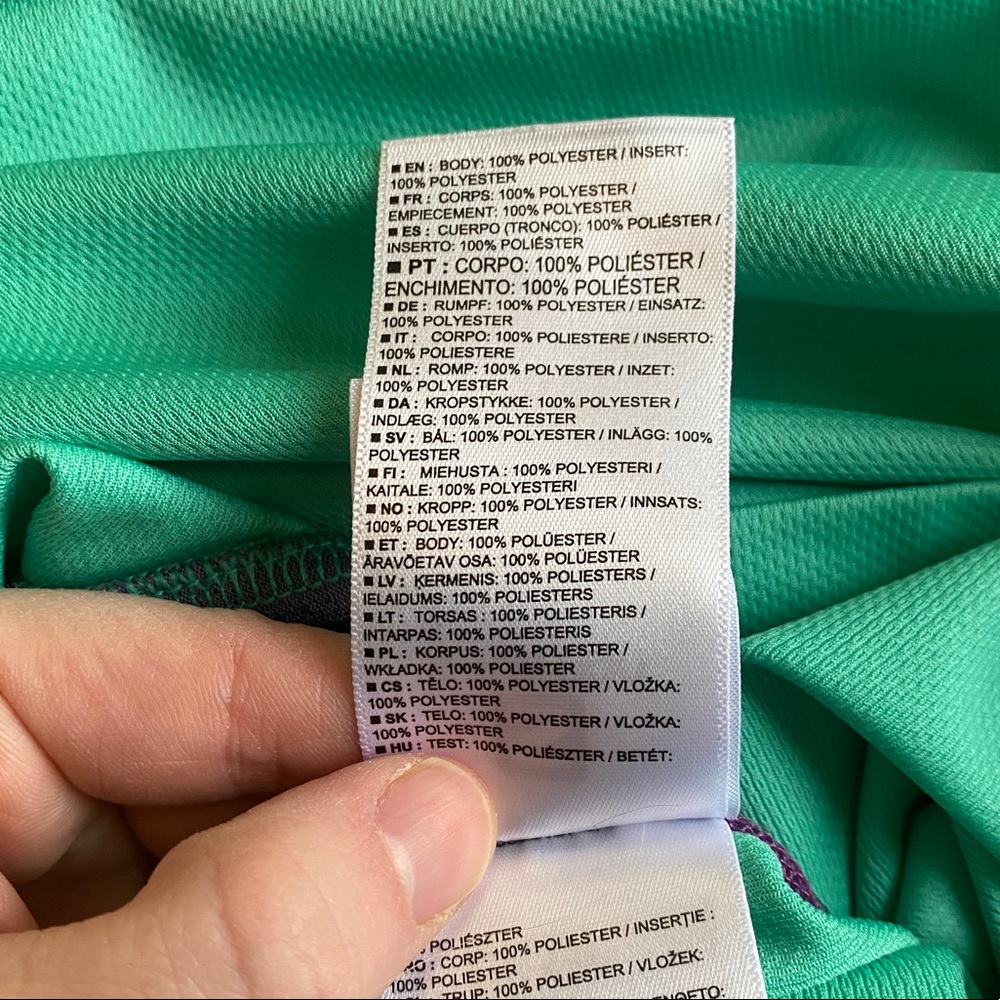 ■ EN : BODY: 100% POLYESTER / INSERT:
100% POLYESTER
■ FR : CORPS: 100% POLYESTER /
EMPIECEMENT: 100% POLYESTER
■ ES : CUERPO (TRONCO): 100% POLIÉSTER /
INSERTO: 100% POLIÉSTER
■ PT : CORPO: 100% POLIÉSTER /
ENCHIMENTO: 100% POLIÉSTER
■ DE : RUMPF: 100% POLYESTER / EINSATZ:
100% POLYESTER
■ IT : CORPO: 100% POLIESTERE / INSERTO:
100% POLIESTERE
■ NL : ROMP: 100% POLYESTER / INZET:
100% POLYESTER
■ DA : KROPSTYKKE: 100% POLYESTER /
INDLÆG: 100% POLYESTER
■ SV : BÅL: 100% POLYESTER / INLÄGG: 100%
POLYESTER
■ FI : MIEHUSTA : 100% POLYESTERI /
KAITALE: 100% POLYESTERI
■ NO : KROPP: 100% POLYESTER / INNSATS:
100% POLYESTER
■ ET : BODY: 100% POLÜESTER /
ÄRAVÕETAV OSA: 100% POLÜESTER
■ LV : ĶERMENIS: 100% POLIESTERS /
IELAIDUMS: 100% POLIESTERS
■ LT : TORSAS : 100% POLIESTERIS /
INTARPAS: 100% POLIESTERIS
■ PL : KORPUS: 100% POLIESTER /
WKŁADKA: 100% POLIESTER
■ CS : TĚLO: 100% POLYESTER / VLOŽKA:
100% POLYESTER
■ SK : TELO: 100% POLYESTER / VLOŽKA:
100% POLYESTER
■ HU : TEST: 100% POLIÉSZTER / BETÉT:
POLIÉSZTER
RO : CORP: 100% POLIESTER / INSERȚIE :
100% POLIESTER
TRUP: 100% POLIESTER / VLOŽEK: